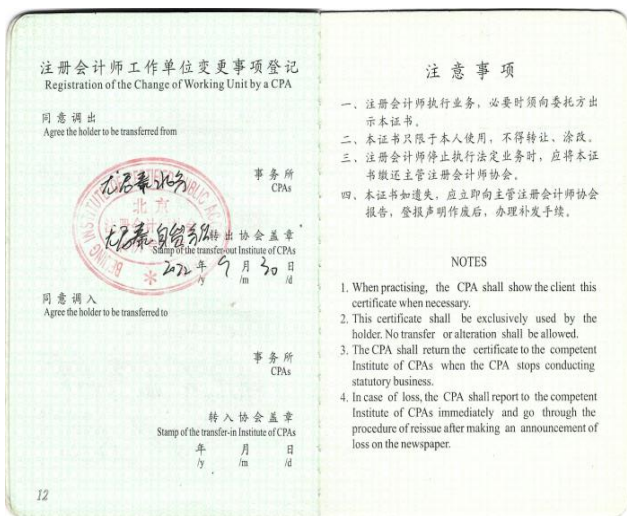 注册会计师工作单位变更事项登记
Registration of the Change of Working Unit by a CPA
同意调出
Agree the holder to be transferred from
事务所
CPAs
北京
转出协会盖章
Stamp of the transfer-out Institute of CPAs
2022年9月30日
/y /m /d
同意调入
Agree the holder to be transferred to
事务所
CPAs
转入协会盖章
Stamp of the transfer-in Institute of CPAs
年 月 日
/y /m /d
12
注意事项
一、注册会计师执行业务，必要时须向委托方出
示本证书。
二、本证书只限于本人使用，不得转让、涂改。
三、注册会计师停止执行法定业务时，应将本证
书缴还主管注册会计师协会。
四、本证书如遗失，应立即向主管注册会计师协会
报告，登报声明作废后，办理补发手续。
NOTES
1. When practising, the CPA shall show the client this
certificate when necessary.
2. This certificate shall be exclusively used by the
holder. No transfer or alteration shall be allowed.
3. The CPA shall return the certificate to the competent
Institute of CPAs when the CPA stops conducting
statutory business.
4. In case of loss, the CPA shall report to the competent
Institute of CPAs immediately and go through the
procedure of reissue after making an announcement of
loss on the newspaper.